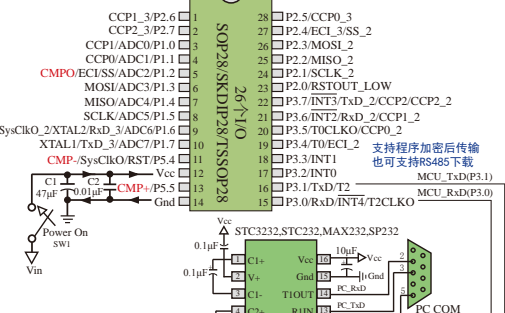 CCP1_3/P2.6 1 28 P2.5/CCP0_3
CCP2_3/P2.7 2 27 P2.4/ECI_3/SS_2
CCP1/ADC0/P1.0 3 26 P2.3/MOSI_2
CCP0/ADC1/P1.1 4 25 P2.2/MISO_2
CMPO/ECI/SS/ADC2/P1.2 5 24 P2.1/SCLK_2
MOSI/ADC3/P1.3 6 23 P2.0/RSTOUT_LOW
MISO/ADC4/P1.4 7 22 P3.7/INT3/TxD_2/CCP2/CCP2_2
SCLK/ADC5/P1.5 8 21 P3.6/INT2/RxD_2/CCP1_2
SysClkO_2/XTAL2/RxD_3/ADC6/P1.6 9 20 P3.5/T0CLKO/CCP0_2
XTAL1/TxD_3/ADC7/P1.7 10 19 P3.4/T0/ECI_2
CMP-/SysClkO/RST/P5.4 11 18 P3.3/INT1
Vcc 12 17 P3.2/INT0
CMP+/P5.5 13 16 P3.1/TxD/T2
Gnd 14 15 P3.0/RxD/INT4/T2CLKO
SOP28/SKDIP28/TSSOP28
26个I/O
支持程序加密后传输
也可支持RS485下载
MCU_TxD(P3.1)
MCU_RxD(P3.0)
C1
47μF
C2
0.01μF
Power On
SW1
Vin
Vcc
STC3232,STC232,MAX232,SP232
0.1μF
0.1μF
10μF
1 C1+ Vcc 16 Vcc
2 V+ Gnd 15 Gnd
3 C1- T1OUT 14 PC_RxD
4 C2+ R1IN 13 PC_TxD
2
3
5
PC COM